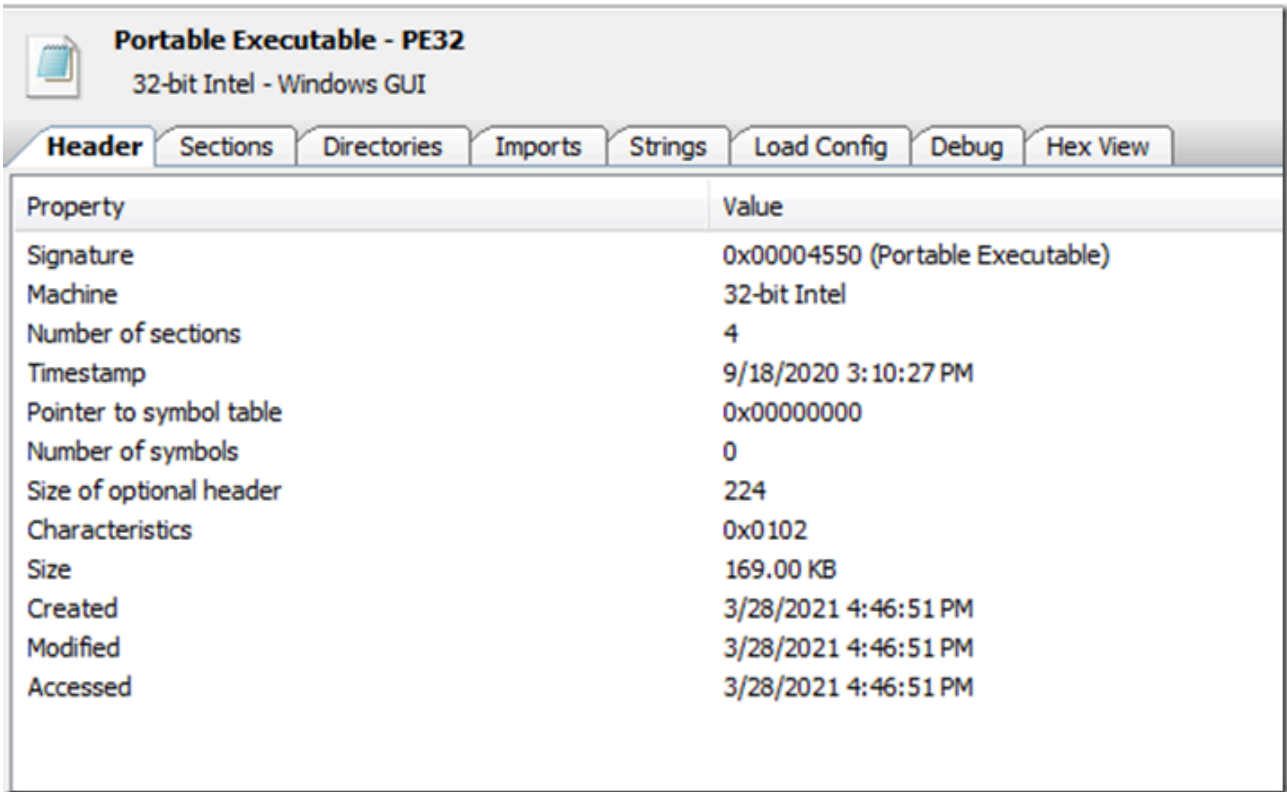 Portable Executable - PE32
32-bit Intel - Windows GUI
Header Sections Directories Imports Strings Load Config Debug Hex View
Property Value
Signature 0x00004550 (Portable Executable)
Machine 32-bit Intel
Number of sections 4
Timestamp 9/18/2020 3:10:27 PM
Pointer to symbol table 0x00000000
Number of symbols 0
Size of optional header 224
Characteristics 0x0102
Size 169.00 KB
Created 3/28/2021 4:46:51 PM
Modified 3/28/2021 4:46:51 PM
Accessed 3/28/2021 4:46:51 PM